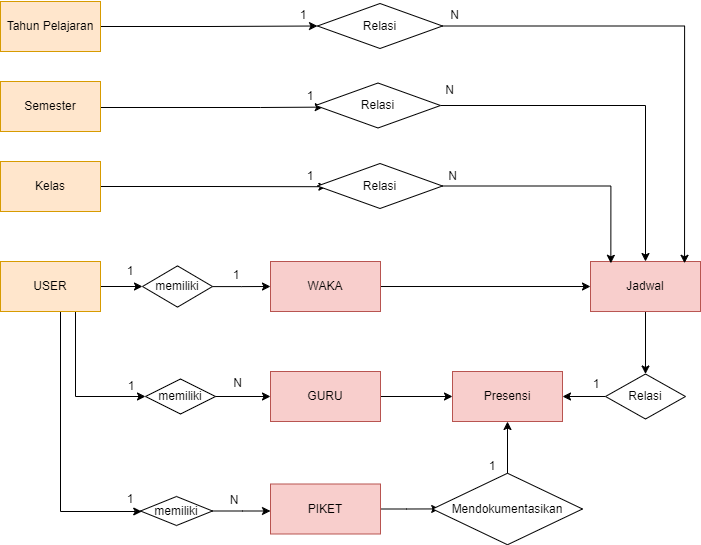 Tahun Pelajaran
1
Relasi
N
Semester
1
Relasi
N
Kelas
1
Relasi
N
USER
1
memiliki
1
WAKA
Jadwal
1
memiliki
N
GURU
Presensi
1
Relasi
1
memiliki
N
PIKET
1
Mendokumentasikan